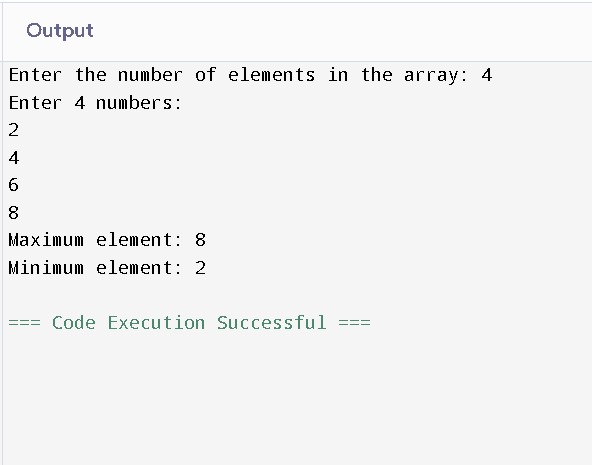 Output
Enter the number of elements in the array: 4
Enter 4 numbers:
2
4
6
8
Maximum element: 8
Minimum element: 2
=== Code Execution Successful ===